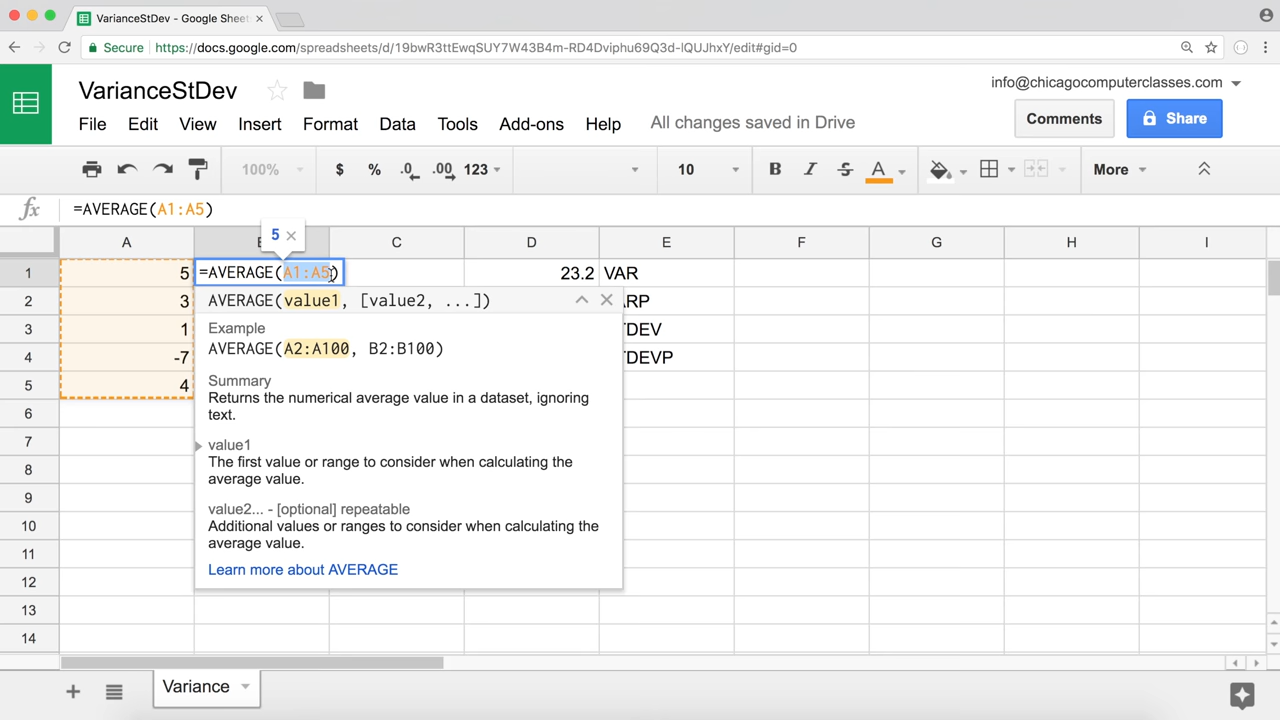 VarianceStDev - Google Sheet
Secure https://docs.google.com/spreadsheets/d/19bwR3ttEwqSUY7W43B4m-RD4Dviphu69Q3d-lQUJhxY/edit#gid=0
VarianceStDev
info@chicagocomputerclasses.com
File Edit View Insert Format Data Tools Add-ons Help All changes saved in Drive
Comments Share
100% $ % .0 .00 123 10 B I S A More
fx =AVERAGE(A1:A5)
5
A B C D E F G H I
1 5 =AVERAGE(A1:A5) 23.2 VAR
2 3 AVERAGE(value1, [value2, ...]) ARP
3 1 Example TDEV
AVERAGE(A2:A100, B2:B100)
4 -7 TDEVP
5 4 Summary
Returns the numerical average value in a dataset, ignoring
6 text.
7 value1
8 The first value or range to consider when calculating the
average value.
9 value2... - [optional] repeatable
10 Additional values or ranges to consider when calculating the
11 average value.
Learn more about AVERAGE
12
13
14
Variance